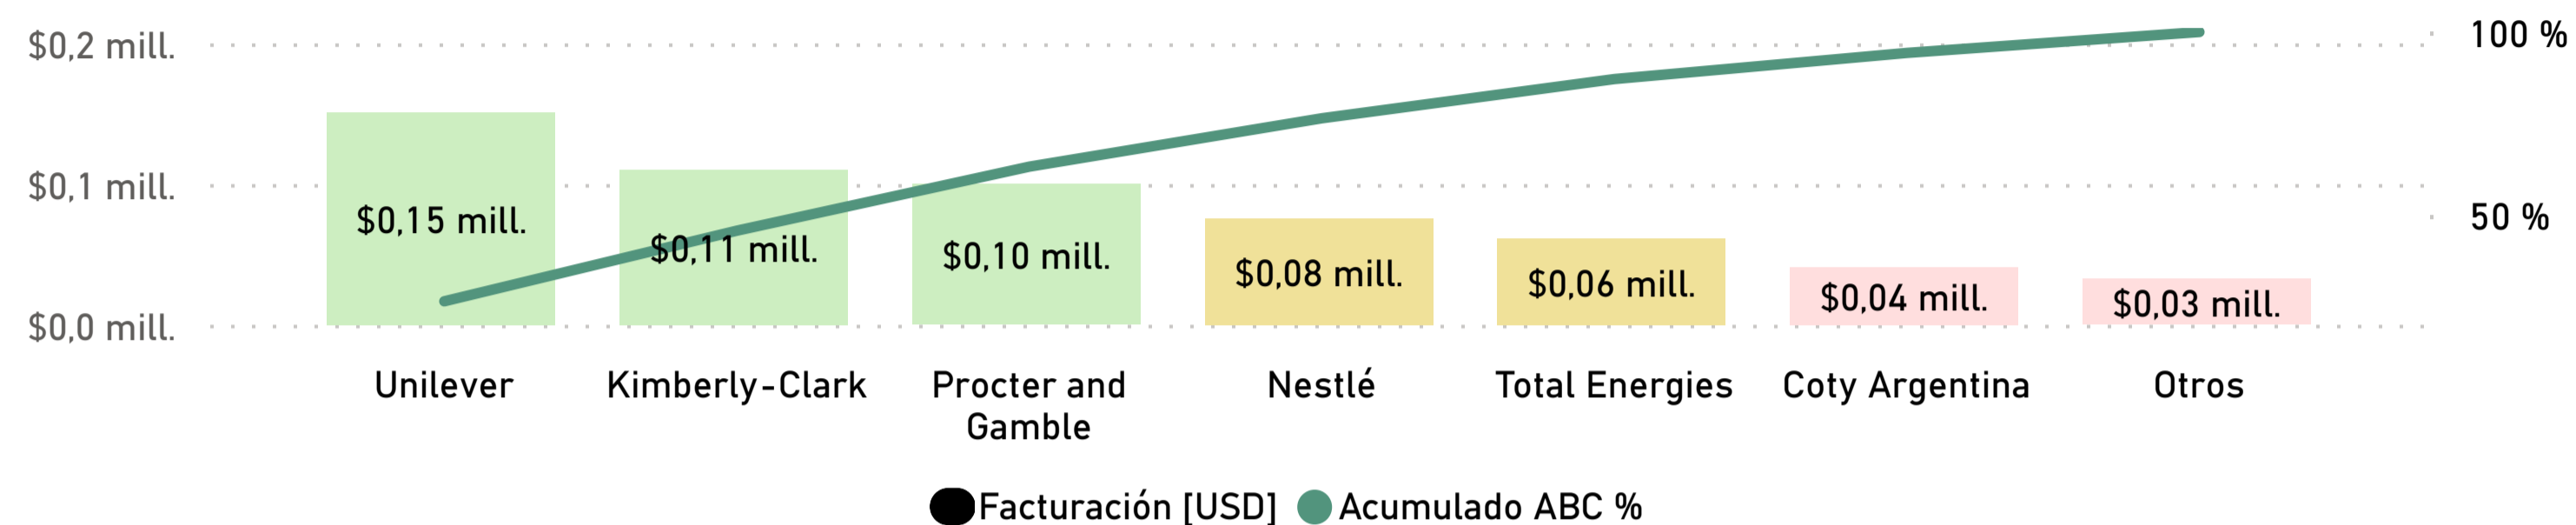 $0,2 mill.
100 %
$0,1 mill.
50 %
$0,0 mill.
$0,15 mill.
$0,11 mill.
$0,10 mill.
$0,08 mill.
$0,06 mill.
$0,04 mill.
$0,03 mill.
Unilever
Kimberly-Clark
Procter and
Gamble
Nestlé
Total Energies
Coty Argentina
Otros
Facturación [USD]
Acumulado ABC %